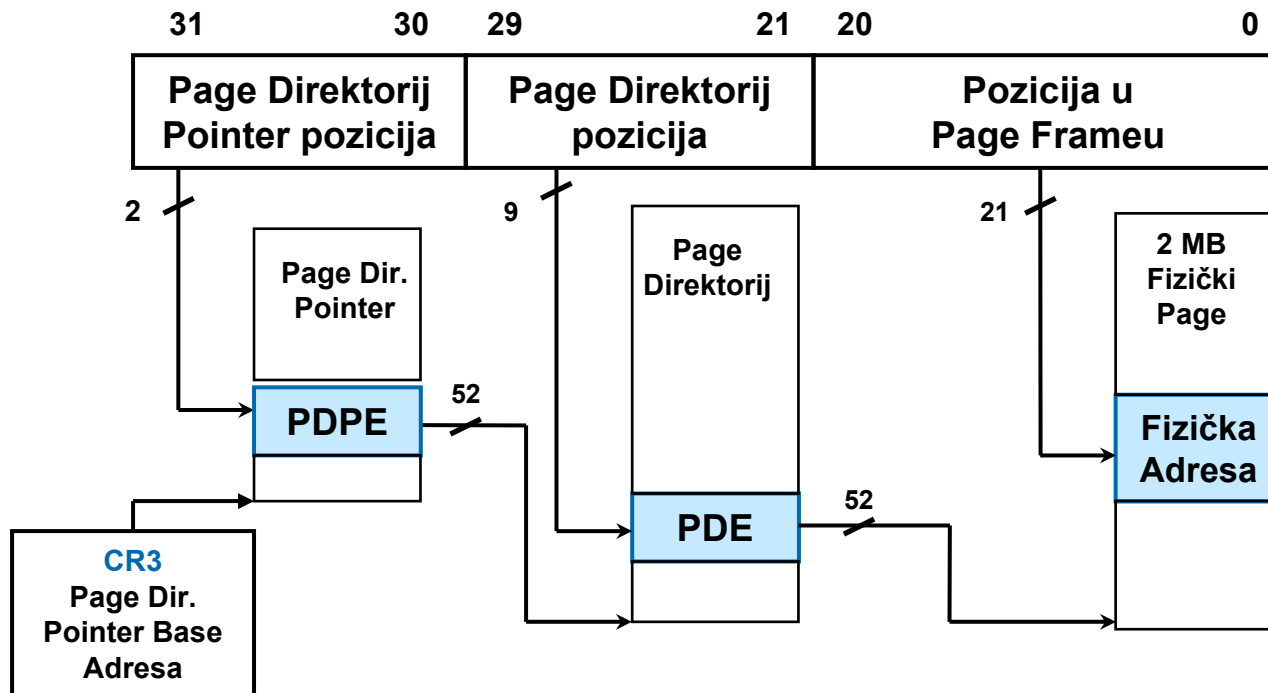 31 30 29 21 20 0
Page Direktorij
Pointer pozicija
Page Direktorij
pozicija
Pozicija u
Page Frameu
2
9
21
Page Dir.
Pointer
Page
Direktorij
2 MB
Fizički
Page
PDPE
52
Fizička
Adresa
PDE
52
CR3
Page Dir.
Pointer Base
Adresa